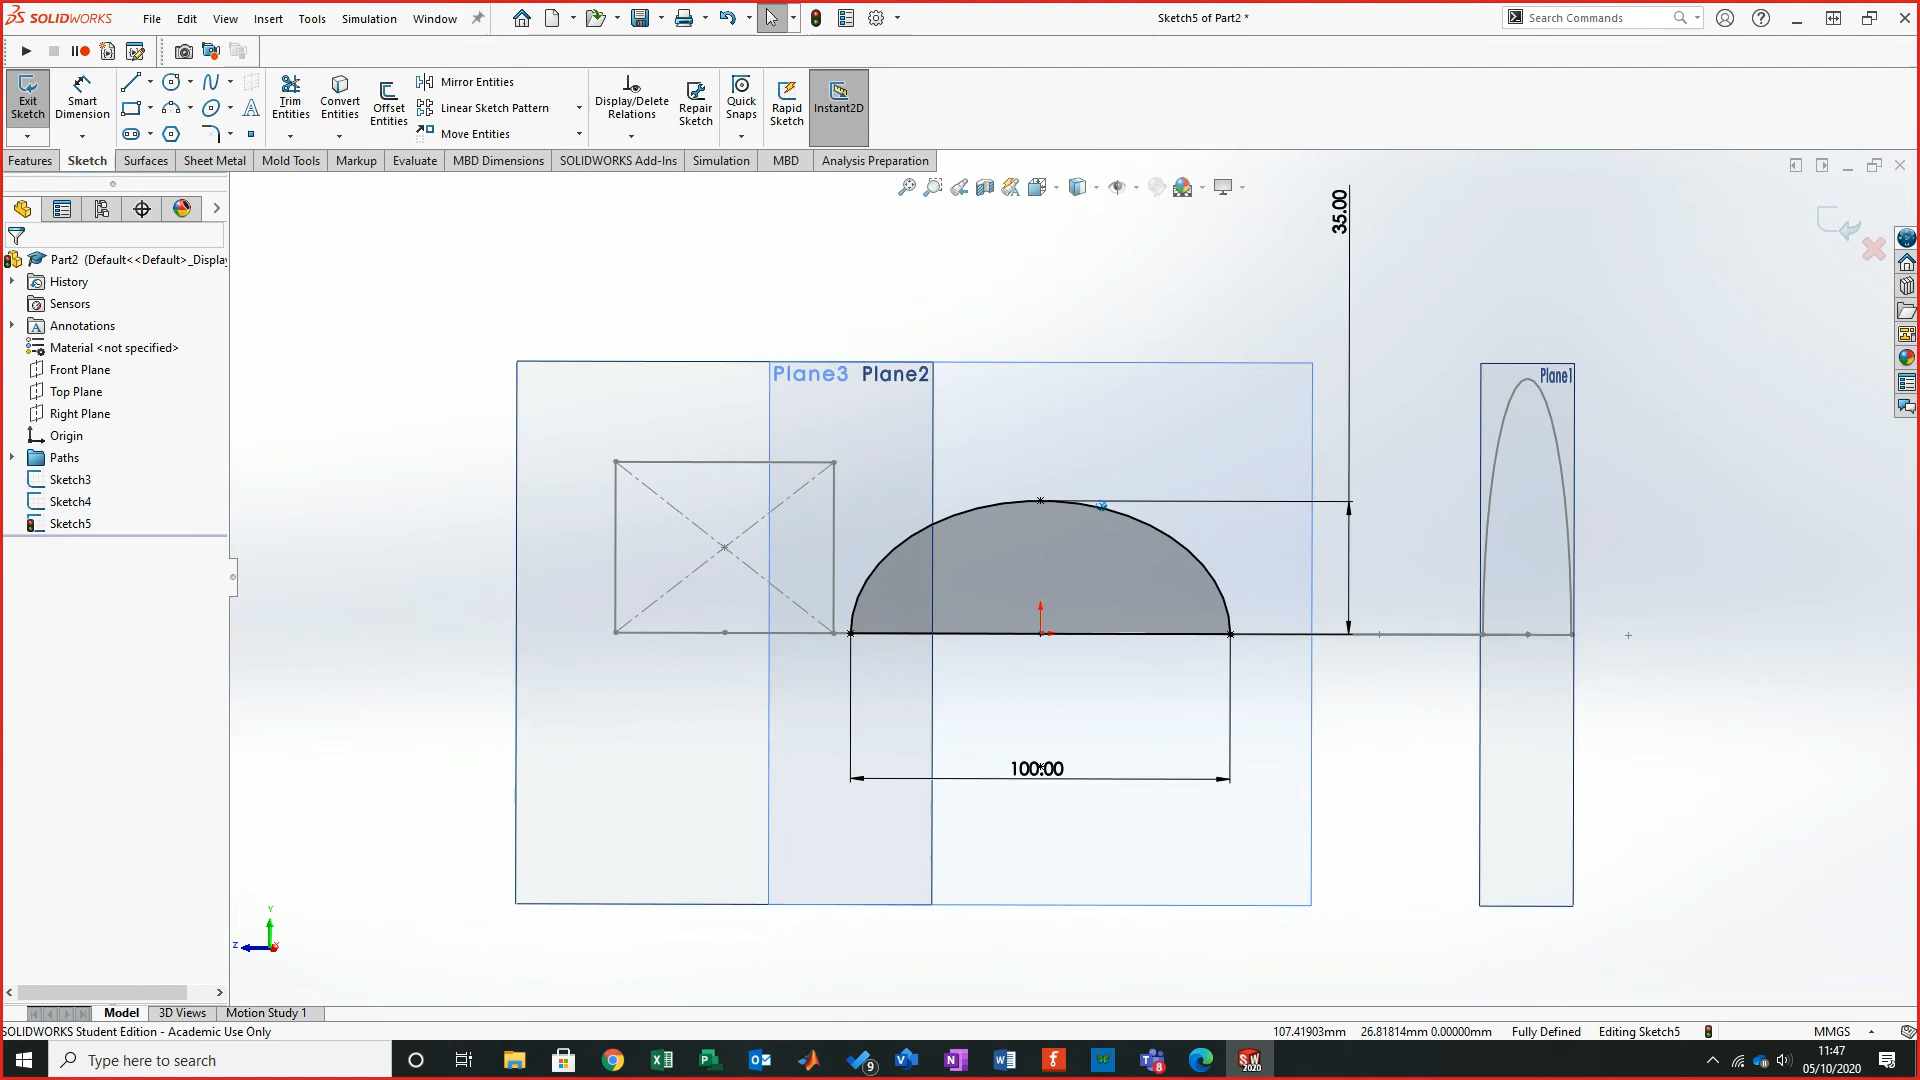 SOLIDWORKS File Edit View Insert Tools Simulation Window
Sketch5 of Part2 *
Search Commands
Exit Sketch
Smart Dimension
Trim Entities
Convert Entities
Offset Entities
Mirror Entities
Linear Sketch Pattern
Move Entities
Display/Delete Relations
Repair Sketch
Quick Snaps
Rapid Sketch
Instant2D
Features Sketch Surfaces Sheet Metal Mold Tools Markup Evaluate MBD Dimensions SOLIDWORKS Add-Ins Simulation MBD Analysis Preparation
Part2 (Default<<Default>_Display
History
Sensors
Annotations
Material <not specified>
Front Plane
Top Plane
Right Plane
Origin
Paths
Sketch3
Sketch4
Sketch5
35.00
Plane3 Plane2
Plane1
100.00
Y
Z
Model 3D Views Motion Study 1
SOLIDWORKS Student Edition - Academic Use Only
107.41903mm 26.81814mm 0.00000mm Fully Defined Editing Sketch5 MMGS
Type here to search
9
8
SW 2020
11:47
05/10/2020